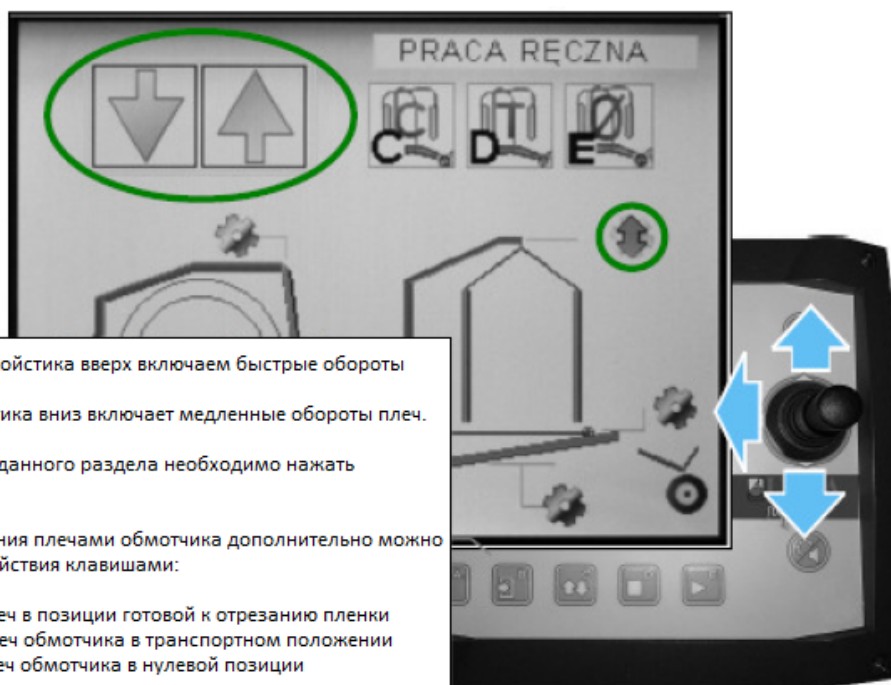 PRACA RĘCZNA
C T Ø
C D E
ойстика вверх включаем быстрые обороты
тика вниз включает медленные обороты плеч.
данного раздела необходимо нажать
ния плечами обмотчика дополнительно можно
йствия клавишами:
еч в позиции готовой к отрезанию пленки
еч обмотчика в транспортном положении
еч обмотчика в нулевой позиции